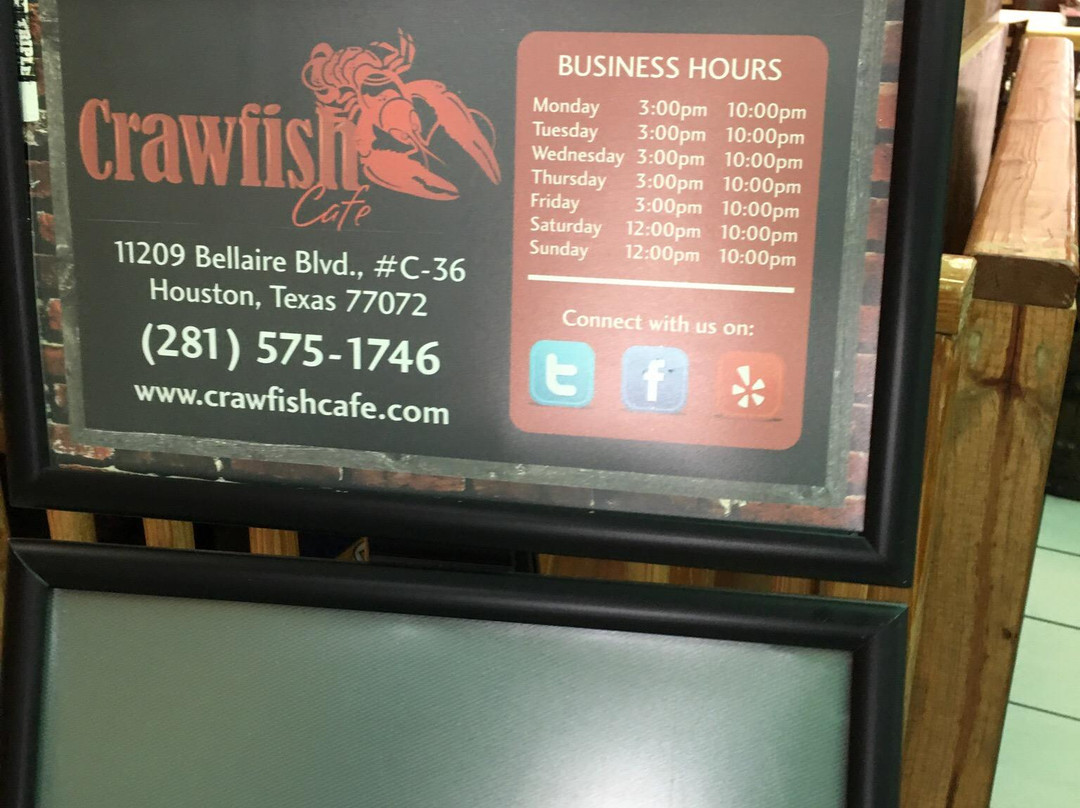 TRIPLE
Crawfish
Cafe
11209 Bellaire Blvd., #C-36
Houston, Texas 77072
(281) 575-1746
www.crawfishcafe.com
BUSINESS HOURS
Monday 3:00pm 10:00pm
Tuesday 3:00pm 10:00pm
Wednesday 3:00pm 10:00pm
Thursday 3:00pm 10:00pm
Friday 3:00pm 10:00pm
Saturday 12:00pm 10:00pm
Sunday 12:00pm 10:00pm
Connect with us on:
t
f